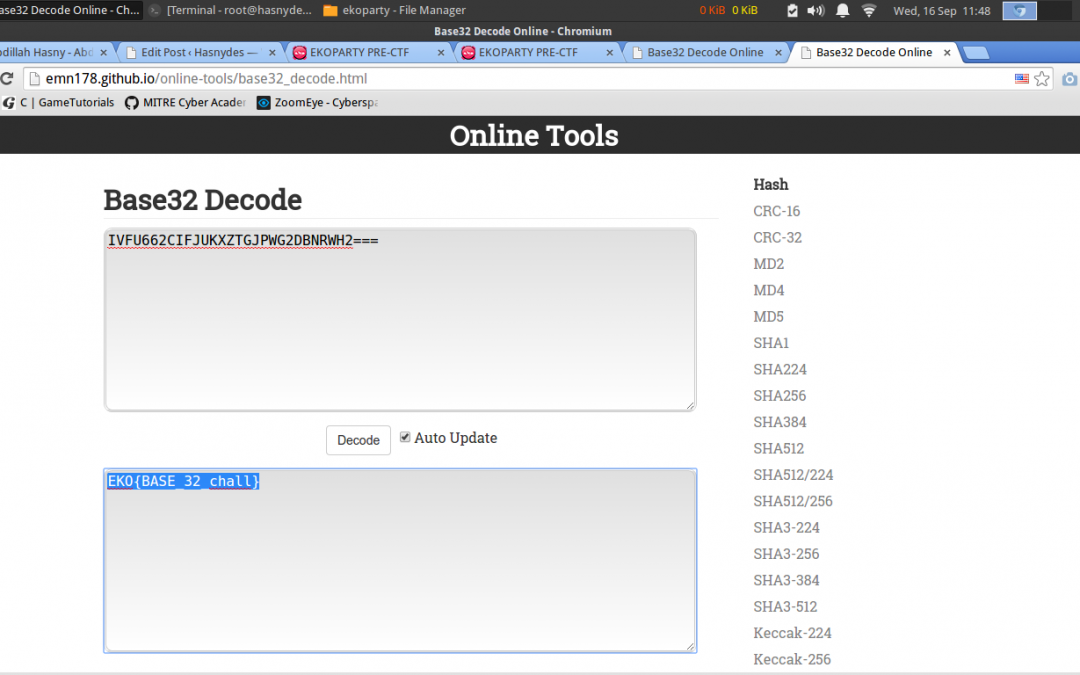 ase32 Decode Online - Ch... [Terminal - root@hasnyde... ekoparty - File Manager 0 KiB 0 KiB Wed, 16 Sep 11:48
Base32 Decode Online - Chromium
odillah Hasny - Abd × Edit Post ‹ Hasnydes — × EKOPARTY PRE-CTF × EKOPARTY PRE-CTF × Base32 Decode Online × Base32 Decode Online ×
emn178.github.io/online-tools/base32_decode.html
C | GameTutorials MITRE Cyber Acader ZoomEye - Cyberspa
Online Tools
Base32 Decode
IVFU662CIFJUKXZTGJPWG2DBNRWH2===
Decode Auto Update
EKO{BASE_32_chall}
Hash
CRC-16
CRC-32
MD2
MD4
MD5
SHA1
SHA224
SHA256
SHA384
SHA512
SHA512/224
SHA512/256
SHA3-224
SHA3-256
SHA3-384
SHA3-512
Keccak-224
Keccak-256